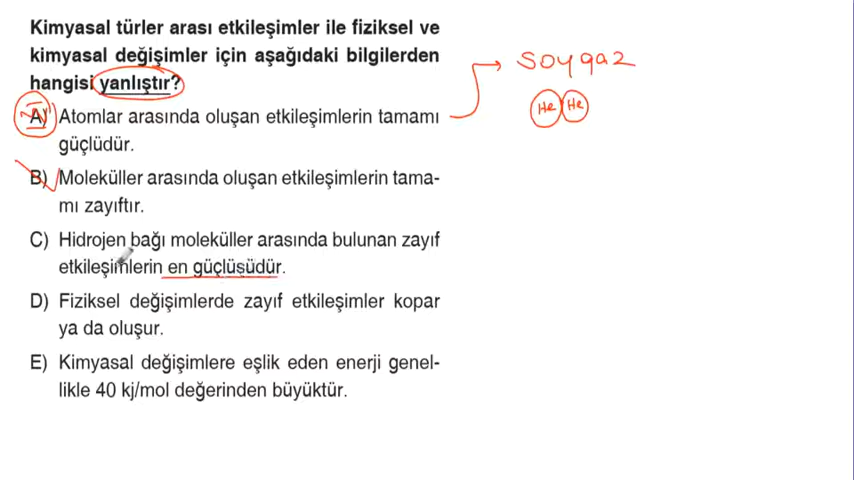 Kimyasal türler arası etkileşimler ile fiziksel ve
kimyasal değişimler için aşağıdaki bilgilerden
hangisi yanlıştır?
A) Atomlar arasında oluşan etkileşimlerin tamamı
güçlüdür.
B) Moleküller arasında oluşan etkileşimlerin tama-
mı zayıftır.
C) Hidrojen bağı moleküller arasında bulunan zayıf
etkileşimlerin en güçlüsüdür.
D) Fiziksel değişimlerde zayıf etkileşimler kopar
ya da oluşur.
E) Kimyasal değişimlere eşlik eden enerji genel-
likle 40 kj/mol değerinden büyüktür.
soygaz
He He